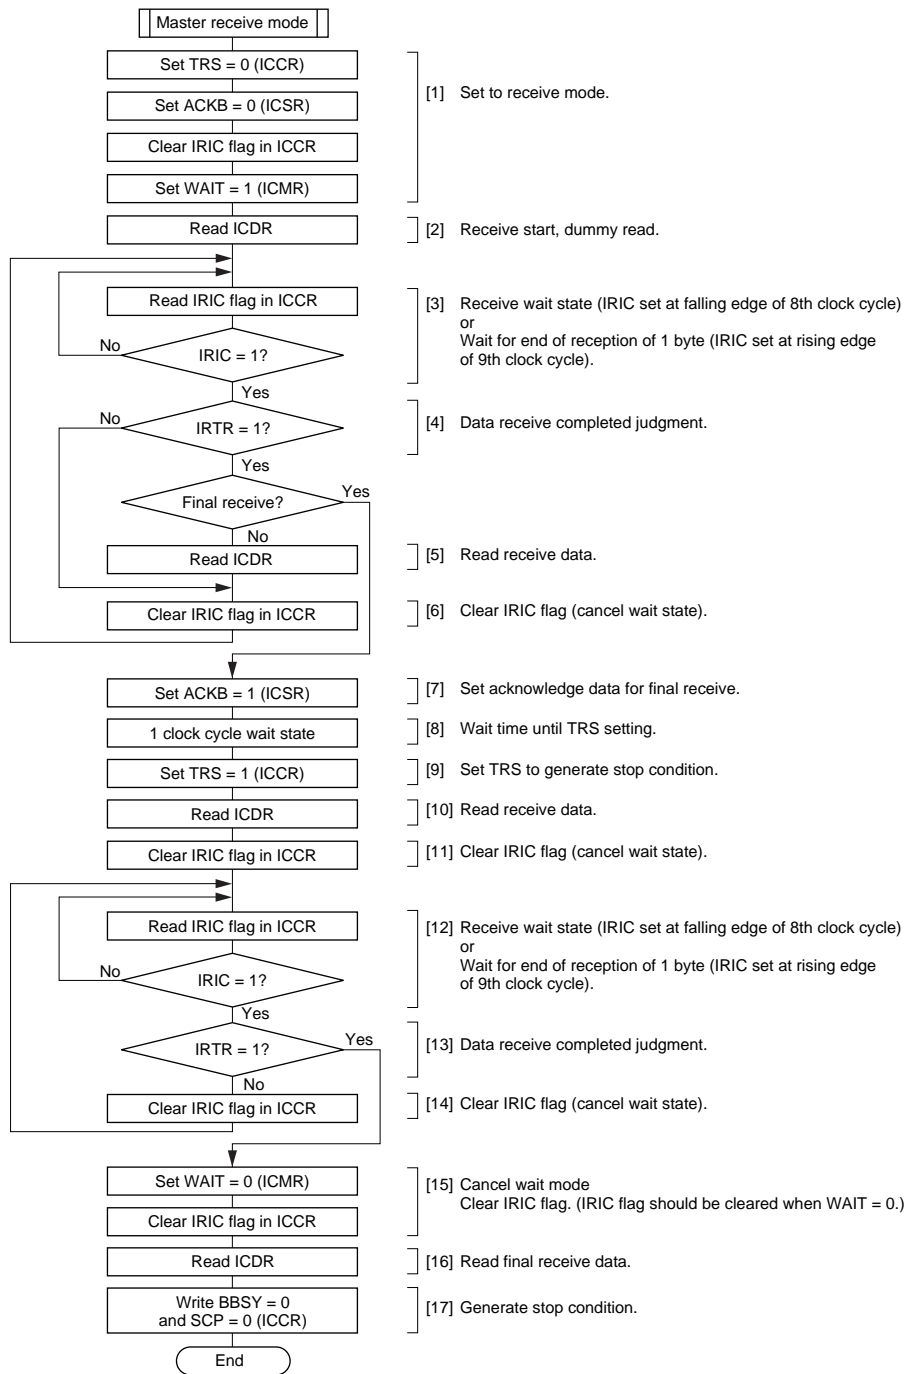 Master receive mode
Set TRS = 0 (ICCR)
[1] Set to receive mode.
Set ACKB = 0 (ICSR)
Clear IRIC flag in ICCR
Set WAIT = 1 (ICMR)
Read ICDR
[2] Receive start, dummy read.
Read IRIC flag in ICCR
[3] Receive wait state (IRIC set at falling edge of 8th clock cycle)
or
Wait for end of reception of 1 byte (IRIC set at rising edge
of 9th clock cycle).
No
IRIC = 1?
Yes
No
IRTR = 1?
[4] Data receive completed judgment.
Yes
Final receive?
Yes
No
Read ICDR
[5] Read receive data.
Clear IRIC flag in ICCR
[6] Clear IRIC flag (cancel wait state).
Set ACKB = 1 (ICSR)
[7] Set acknowledge data for final receive.
1 clock cycle wait state
[8] Wait time until TRS setting.
Set TRS = 1 (ICCR)
[9] Set TRS to generate stop condition.
Read ICDR
[10] Read receive data.
Clear IRIC flag in ICCR
[11] Clear IRIC flag (cancel wait state).
Read IRIC flag in ICCR
[12] Receive wait state (IRIC set at falling edge of 8th clock cycle)
or
Wait for end of reception of 1 byte (IRIC set at rising edge
of 9th clock cycle).
No
IRIC = 1?
Yes
IRTR = 1?
Yes
[13] Data receive completed judgment.
No
Clear IRIC flag in ICCR
[14] Clear IRIC flag (cancel wait state).
Set WAIT = 0 (ICMR)
[15] Cancel wait mode
Clear IRIC flag. (IRIC flag should be cleared when WAIT = 0.)
Clear IRIC flag in ICCR
Read ICDR
[16] Read final receive data.
Write BBSY = 0
and SCP = 0 (ICCR)
[17] Generate stop condition.
End